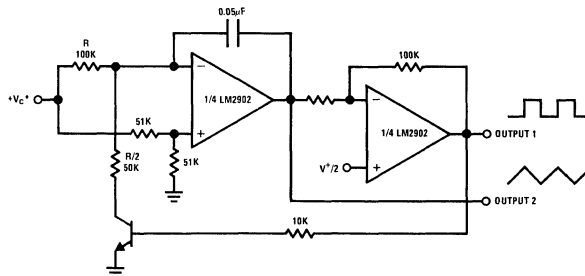 0.05μF
R
100K
+VC*
−
+
1/4 LM2902
51K
51K
R/2
50K
100K
−
+
1/4 LM2902
V+/2
OUTPUT 1
OUTPUT 2
10K